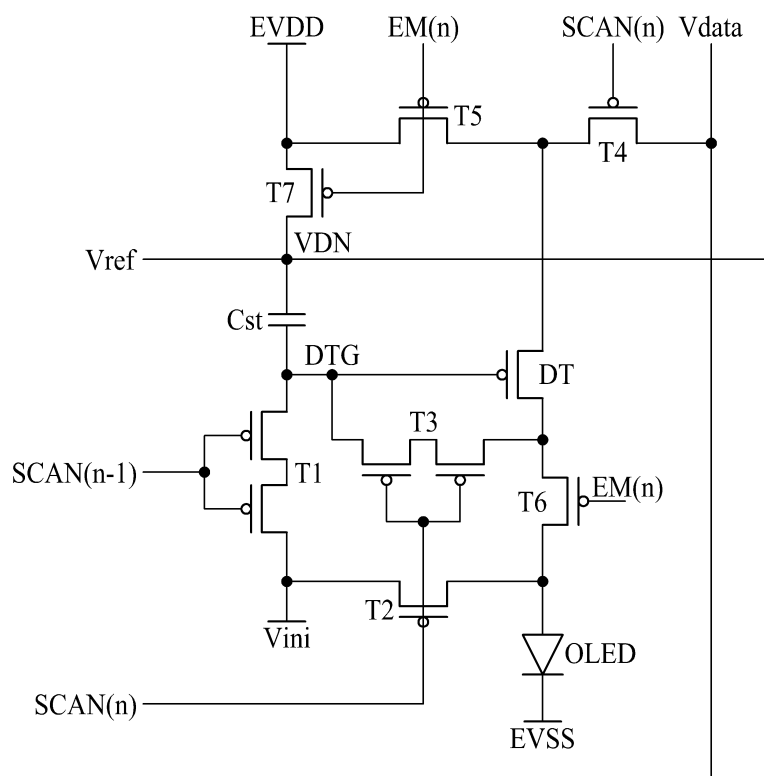 EVDD
EM(n)
SCAN(n)
Vdata
T5
T4
T7
VDN
Vref
Cst
DTG
DT
T3
SCAN(n-1)
T1
T6
EM(n)
T2
Vini
OLED
SCAN(n)
EVSS